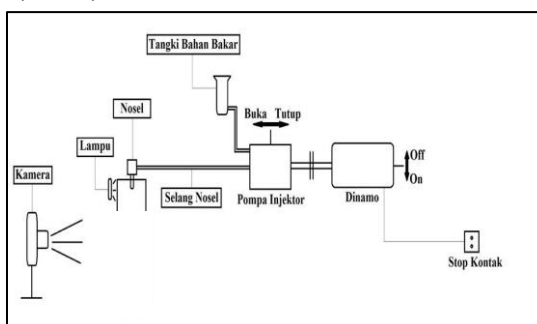 Tangki Bahan Bakar
Nosel
Buka Tutup
Lampu
Off
Kamera
On
Selang Nosel
Pompa Injektor
Dinamo
Stop Kontak